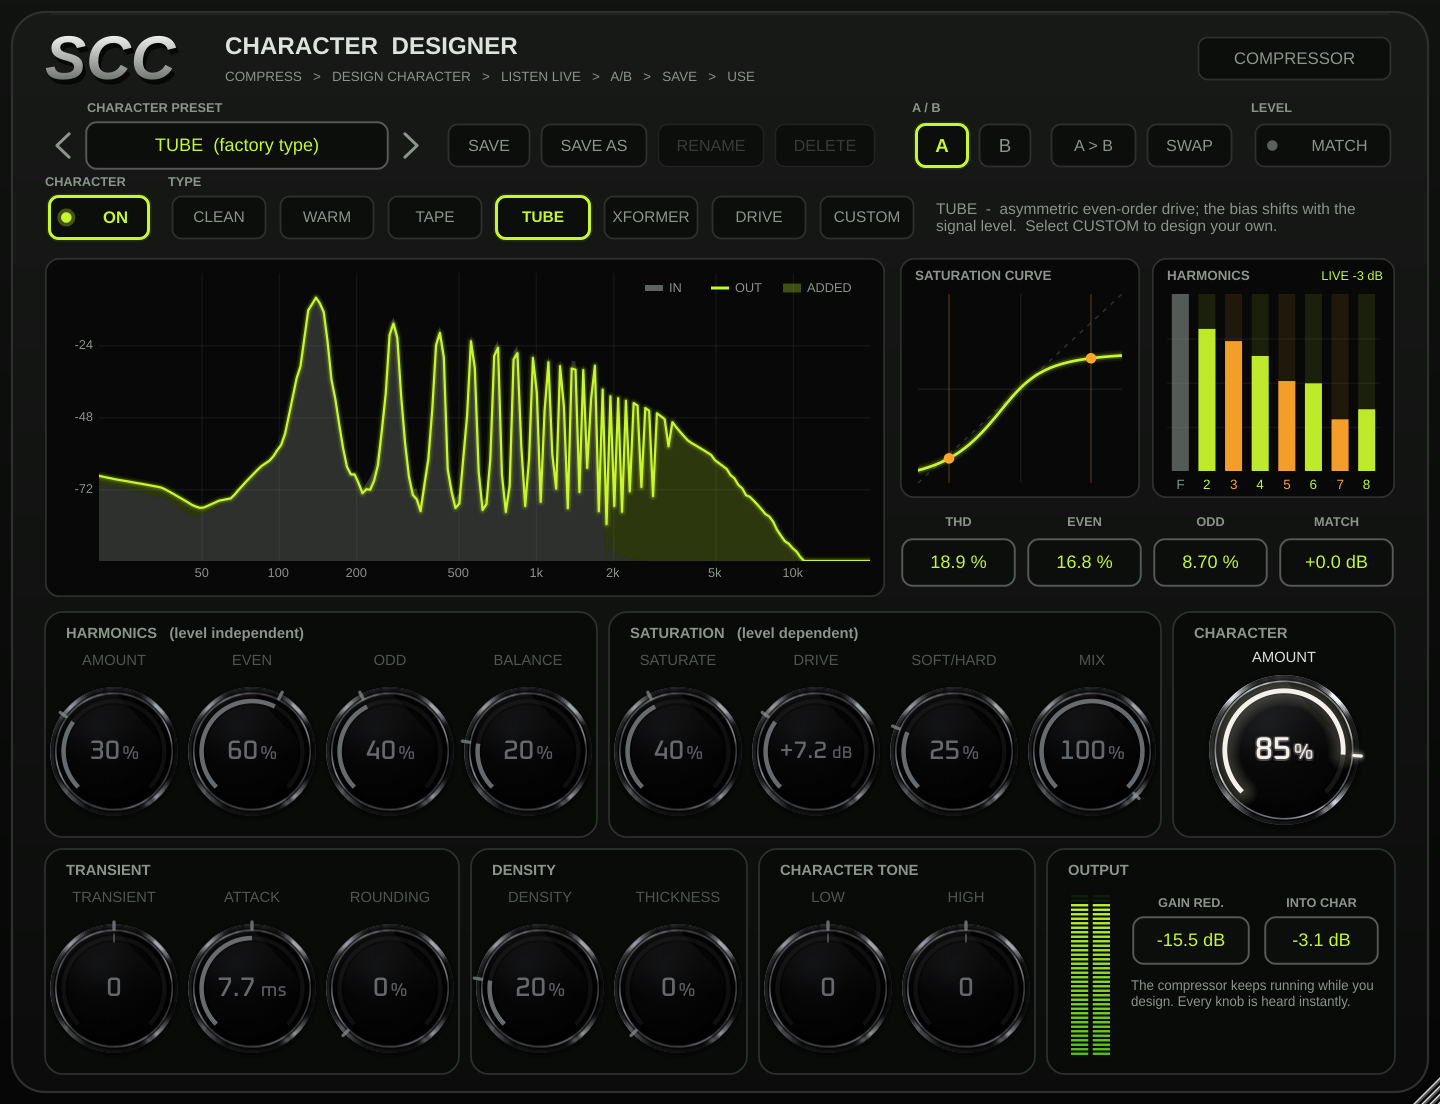 SCC
CHARACTER DESIGNER
COMPRESS > DESIGN CHARACTER > LISTEN LIVE > A/B > SAVE > USE
COMPRESSOR
CHARACTER PRESET
A / B
LEVEL
TUBE (factory type)
SAVE
SAVE AS
RENAME
DELETE
A
B
A > B
SWAP
MATCH
CHARACTER
TYPE
ON
CLEAN
WARM
TAPE
TUBE
XFORMER
DRIVE
CUSTOM
TUBE - asymmetric even-order drive; the bias shifts with the
signal level. Select CUSTOM to design your own.
IN
OUT
ADDED
-24
-48
-72
50
100
200
500
1k
2k
5k
10k
SATURATION CURVE
HARMONICS
LIVE -3 dB
F 2 3 4 5 6 7 8
THD
EVEN
ODD
MATCH
18.9 %
16.8 %
8.70 %
+0.0 dB
HARMONICS (level independent)
AMOUNT
EVEN
ODD
BALANCE
30%
60%
40%
20%
SATURATION (level dependent)
SATURATE
DRIVE
SOFT/HARD
MIX
40%
+7.2 dB
25%
100%
CHARACTER
AMOUNT
85%
TRANSIENT
TRANSIENT
ATTACK
ROUNDING
0
7.7 ms
0%
DENSITY
DENSITY
THICKNESS
20%
0%
CHARACTER TONE
LOW
HIGH
0
0
OUTPUT
GAIN RED.
INTO CHAR
-15.5 dB
-3.1 dB
The compressor keeps running while you
design. Every knob is heard instantly.